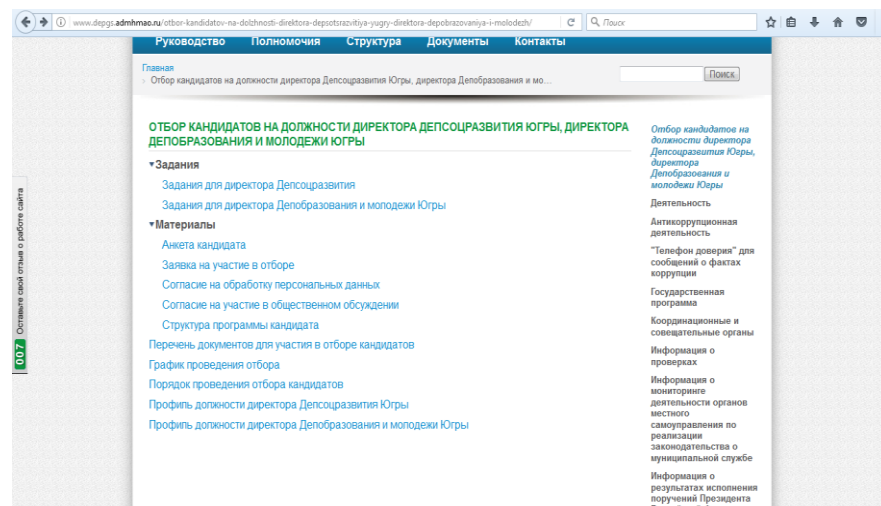 www.depgs.admhmao.ru/otbor-kandidatov-na-dolzhnosti-direktora-depsotsrazvitiya-yugry-direktora-depobrazovaniya-i-molodezh/
Поиск
Руководство Полномочия Структура Документы Контакты
Главная
› Отбор кандидатов на должности директора Депсоцразвития Югры, директора Депобразования и мо...
Поиск
ОТБОР КАНДИДАТОВ НА ДОЛЖНОСТИ ДИРЕКТОРА ДЕПСОЦРАЗВИТИЯ ЮГРЫ, ДИРЕКТОРА
ДЕПОБРАЗОВАНИЯ И МОЛОДЕЖИ ЮГРЫ
▾Задания
Задания для директора Депсоцразвития
Задания для директора Депобразования и молодежи Югры
▾Материалы
Анкета кандидата
Заявка на участие в отборе
Согласие на обработку персональных данных
Согласие на участие в общественном обсуждении
Структура программы кандидата
Перечень документов для участия в отборе кандидатов
График проведения отбора
Порядок проведения отбора кандидатов
Профиль должности директора Депсоцразвития Югры
Профиль должности директора Депобразования и молодежи Югры
Отбор кандидатов на
должности директора
Депсоцразвития Югры,
директора
Депобразования и
молодежи Югры
Деятельность
Антикоррупционная
деятельность
"Телефон доверия" для
сообщений о фактах
коррупции
Государственная
программа
Координационные и
совещательные органы
Информация о
проверках
Информация о
мониторинге
деятельности органов
местного
самоуправления по
реализации
законодательства о
муниципальной службе
Информация о
результатах исполнения
поручений Президента
007 Оставьте свой отзыв о работе сайта